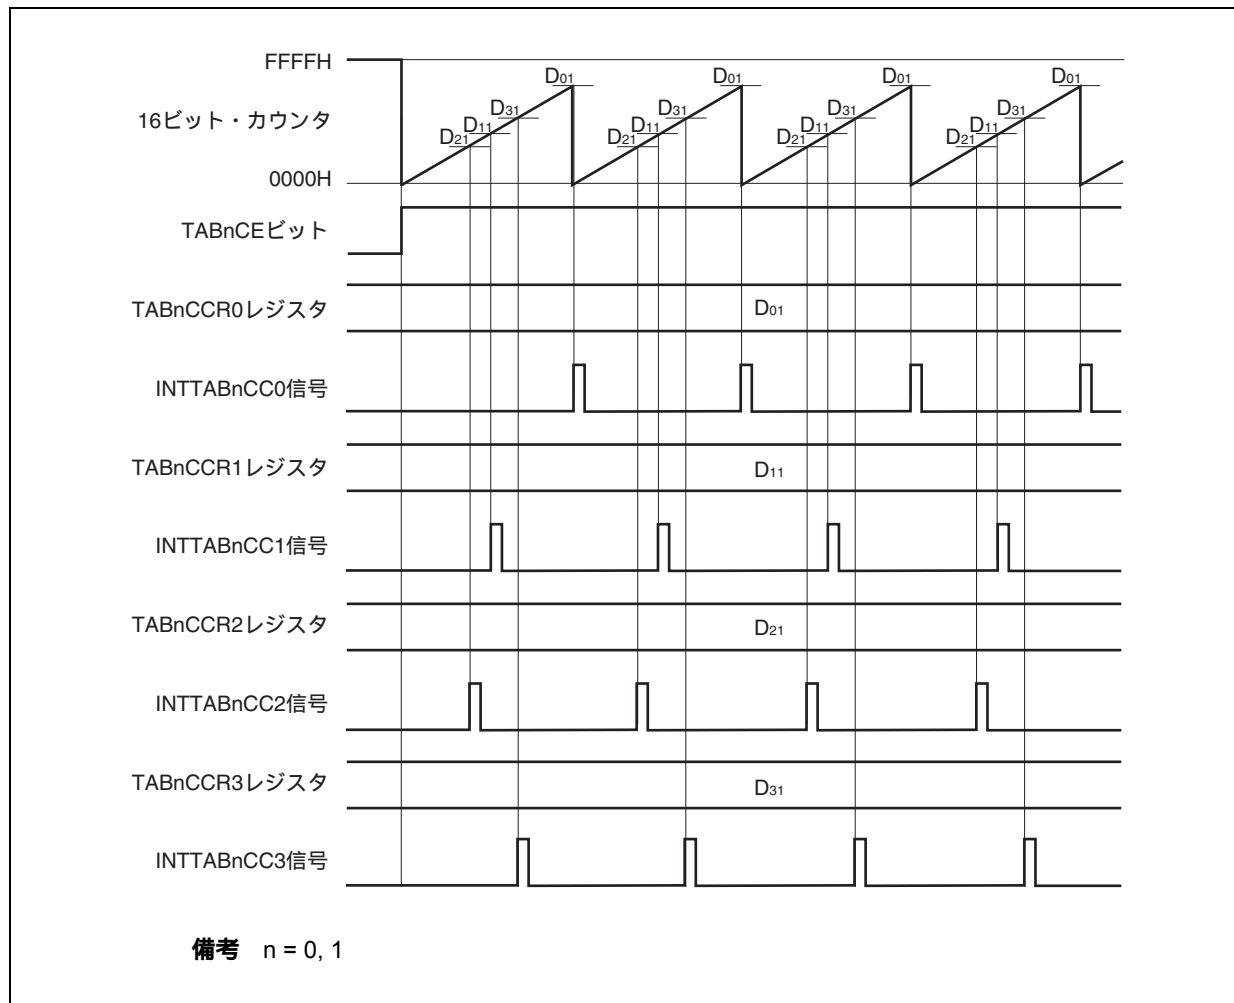 FFFFH
16ビット・カウンタ
0000H
D01 D01 D01 D01
D31 D31 D31 D31
D11 D11 D11 D11
D21 D21 D21 D21
TABnCEビット
TABnCCR0レジスタ D01
INTTABnCC0信号
TABnCCR1レジスタ D11
INTTABnCC1信号
TABnCCR2レジスタ D21
INTTABnCC2信号
TABnCCR3レジスタ D31
INTTABnCC3信号
備考 n = 0, 1